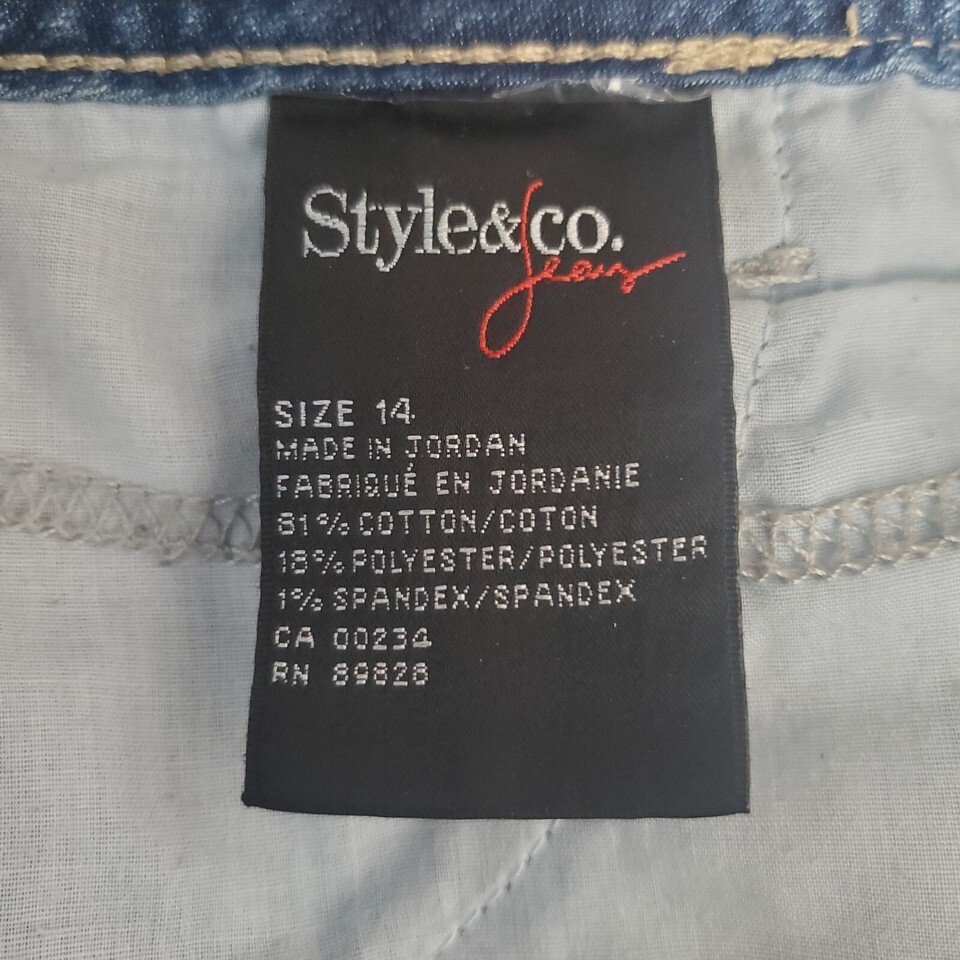 Style&co.
Jeans
SIZE 14
MADE IN JORDAN
FABRIQUÉ EN JORDANIE
81% COTTON/COTON
18% POLYESTER/POLYESTER
1% SPANDEX/SPANDEX
CA 00234
RN 89828